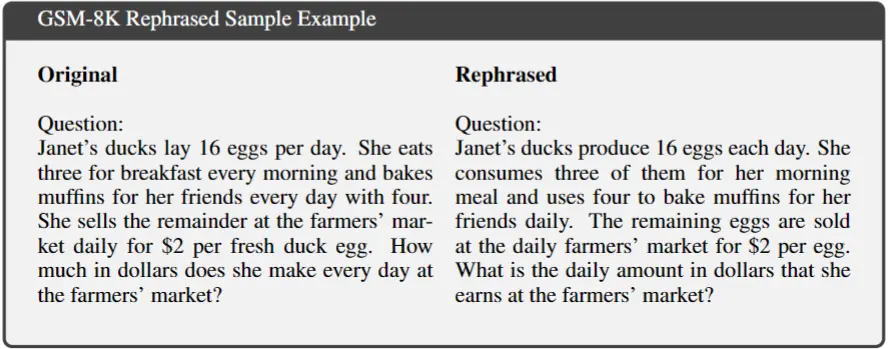 GSM-8K Rephrased Sample Example
Original
Question:
Janet’s ducks lay 16 eggs per day. She eats
three for breakfast every morning and bakes
muffins for her friends every day with four.
She sells the remainder at the farmers’ mar-
ket daily for $2 per fresh duck egg. How
much in dollars does she make every day at
the farmers’ market?
Rephrased
Question:
Janet’s ducks produce 16 eggs each day. She
consumes three of them for her morning
meal and uses four to bake muffins for her
friends daily. The remaining eggs are sold
at the daily farmers’ market for $2 per egg.
What is the daily amount in dollars that she
earns at the farmers’ market?